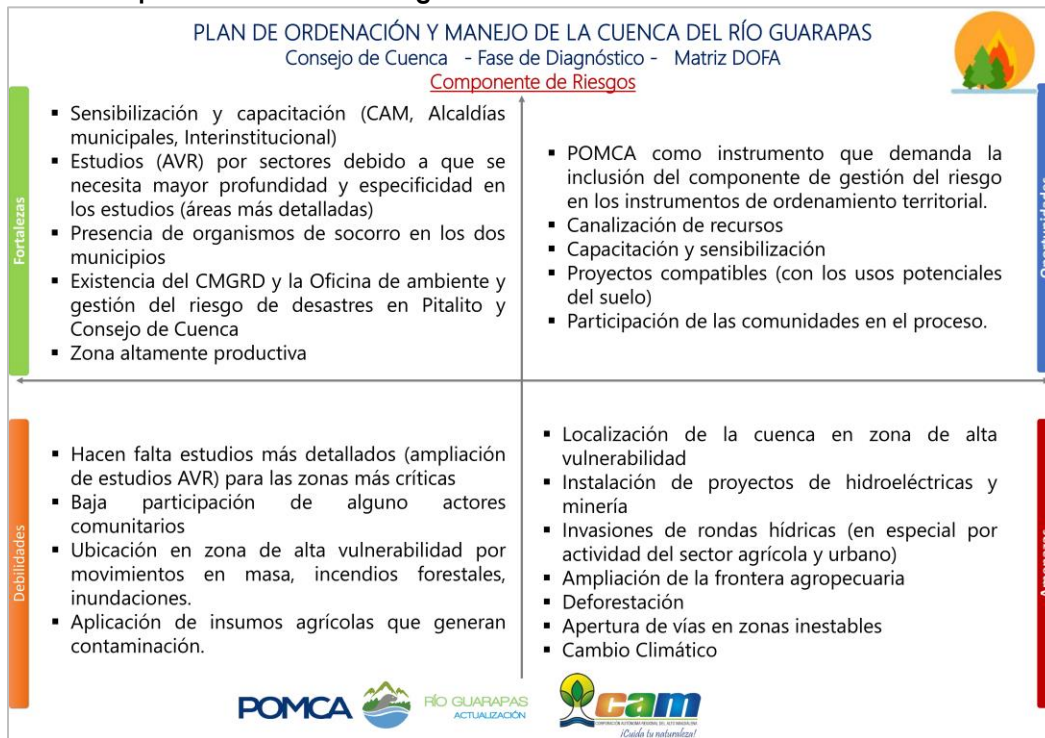 PLAN DE ORDENACIÓN Y MANEJO DE LA CUENCA DEL RÍO GUARAPAS
Consejo de Cuenca - Fase de Diagnóstico - Matriz DOFA
Componente de Riesgos
Fortalezas
▪ Sensibilización y capacitación (CAM, Alcaldías
municipales, Interinstitucional)
▪ Estudios (AVR) por sectores debido a que se
necesita mayor profundidad y especificidad en
los estudios (áreas más detalladas)
▪ Presencia de organismos de socorro en los dos
municipios
▪ Existencia del CMGRD y la Oficina de ambiente y
gestión del riesgo de desastres en Pitalito y
Consejo de Cuenca
▪ Zona altamente productiva
▪ POMCA como instrumento que demanda la
inclusión del componente de gestión del riesgo
en los instrumentos de ordenamiento territorial.
▪ Canalización de recursos
▪ Capacitación y sensibilización
▪ Proyectos compatibles (con los usos potenciales
del suelo)
▪ Participación de las comunidades en el proceso.
Debilidades
▪ Hacen falta estudios más detallados (ampliación
de estudios AVR) para las zonas más críticas
▪ Baja participación de alguno actores
comunitarios
▪ Ubicación en zona de alta vulnerabilidad por
movimientos en masa, incendios forestales,
inundaciones.
▪ Aplicación de insumos agrícolas que generan
contaminación.
▪ Localización de la cuenca en zona de alta
vulnerabilidad
▪ Instalación de proyectos de hidroeléctricas y
minería
▪ Invasiones de rondas hídricas (en especial por
actividad del sector agrícola y urbano)
▪ Ampliación de la frontera agropecuaria
▪ Deforestación
▪ Apertura de vías en zonas inestables
▪ Cambio Climático
POMCA
RÍO GUARAPAS
ACTUALIZACIÓN
cam
CORPORACIÓN AUTÓNOMA REGIONAL DEL ALTO MAGDALENA
¡Cuida tu naturaleza!